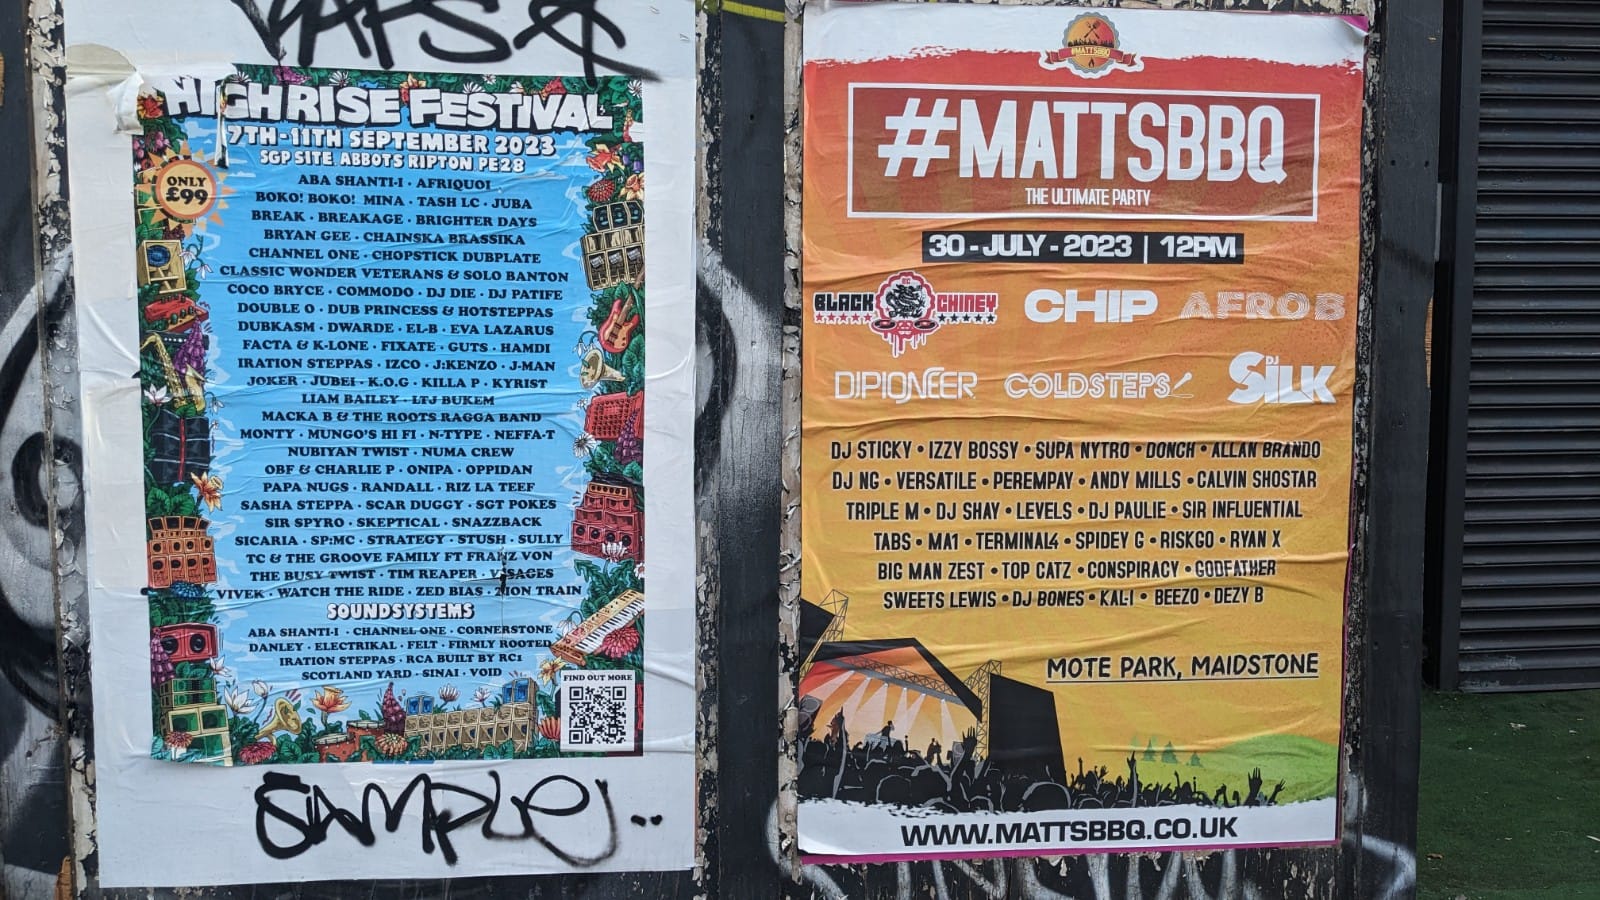 HIGHRISE FESTIVAL
7TH-11TH SEPTEMBER 2023
SGP SITE ABBOTS RIPTON PE28
ONLY
£99
ABA SHANTI-I · AFRIQUOI
BOKO! BOKO! MINA · TASH LC · JUBA
BREAK · BREAKAGE · BRIGHTER DAYS
BRYAN GEE · CHAINSKA BRASSIKA
CHANNEL ONE · CHOPSTICK DUBPLATE
CLASSIC WONDER VETERANS & SOLO BANTON
COCO BRYCE · COMMODO · DJ DIE · DJ PATIFE
DOUBLE O · DUB PRINCESS & HOTSTEPPAS
DUBKASM · DWARDE · EL-B · EVA LAZARUS
FACTA & K-LONE · FIXATE · GUTS · HAMDI
IRATION STEPPAS · IZCO · J:KENZO · J-MAN
JOKER · JUBEI · K.O.G · KILLA P · KYRIST
LIAM BAILEY · LTJ BUKEM
MACKA B & THE ROOTS RAGGA BAND
MONTY · MUNGO'S HI FI · N-TYPE · NEFFA-T
NUBIYAN TWIST · NUMA CREW
OBF & CHARLIE P · ONIPA · OPPIDAN
PAPA NUGS · RANDALL · RIZ LA TEEF
SASHA STEPPA · SCAR DUGGY · SGT POKES
SIR SPYRO · SKEPTICAL · SNAZZBACK
SICARIA · SP:MC · STRATEGY · STUSH · SULLY
TC & THE GROOVE FAMILY FT FRANZ VON
THE BUSY TWIST · TIM REAPER · VISAGES
VIVEK · WATCH THE RIDE · ZED BIAS · ZION TRAIN
SOUNDSYSTEMS
ABA SHANTI-I · CHANNEL ONE · CORNERSTONE
DANLEY · ELECTRIKAL · FELT · FIRMLY ROOTED
IRATION STEPPAS · RCA BUILT BY RC1
SCOTLAND YARD · SINAI · VOID
FIND OUT MORE
SAMPLE..
#MATTSBBQ
#MATTSBBQ
THE ULTIMATE PARTY
30-JULY-2023 | 12PM
BLACK CHINEY CHIP AFRO B
DJ PIONEER COLDSTEPS DJ SILK
DJ STICKY • IZZY BOSSY • SUPA NYTRO • DONCH • ALLAN BRANDO
DJ NG • VERSATILE • PEREMPAY • ANDY MILLS • CALVIN SHOSTAR
TRIPLE M • DJ SHAY • LEVELS • DJ PAULIE • SIR INFLUENTIAL
TABS • MA1 • TERMINAL4 • SPIDEY G • RISKGO • RYAN X
BIG MAN ZEST • TOP CATZ • CONSPIRACY • GODFATHER
SWEETS LEWIS • DJ BONES • KAL-I • BEEZO • DEZY B
MOTE PARK, MAIDSTONE
WWW.MATTSBBQ.CO.UK